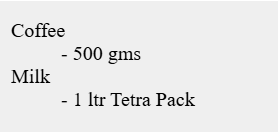 Coffee
- 500 gms
Milk
- 1 ltr Tetra Pack